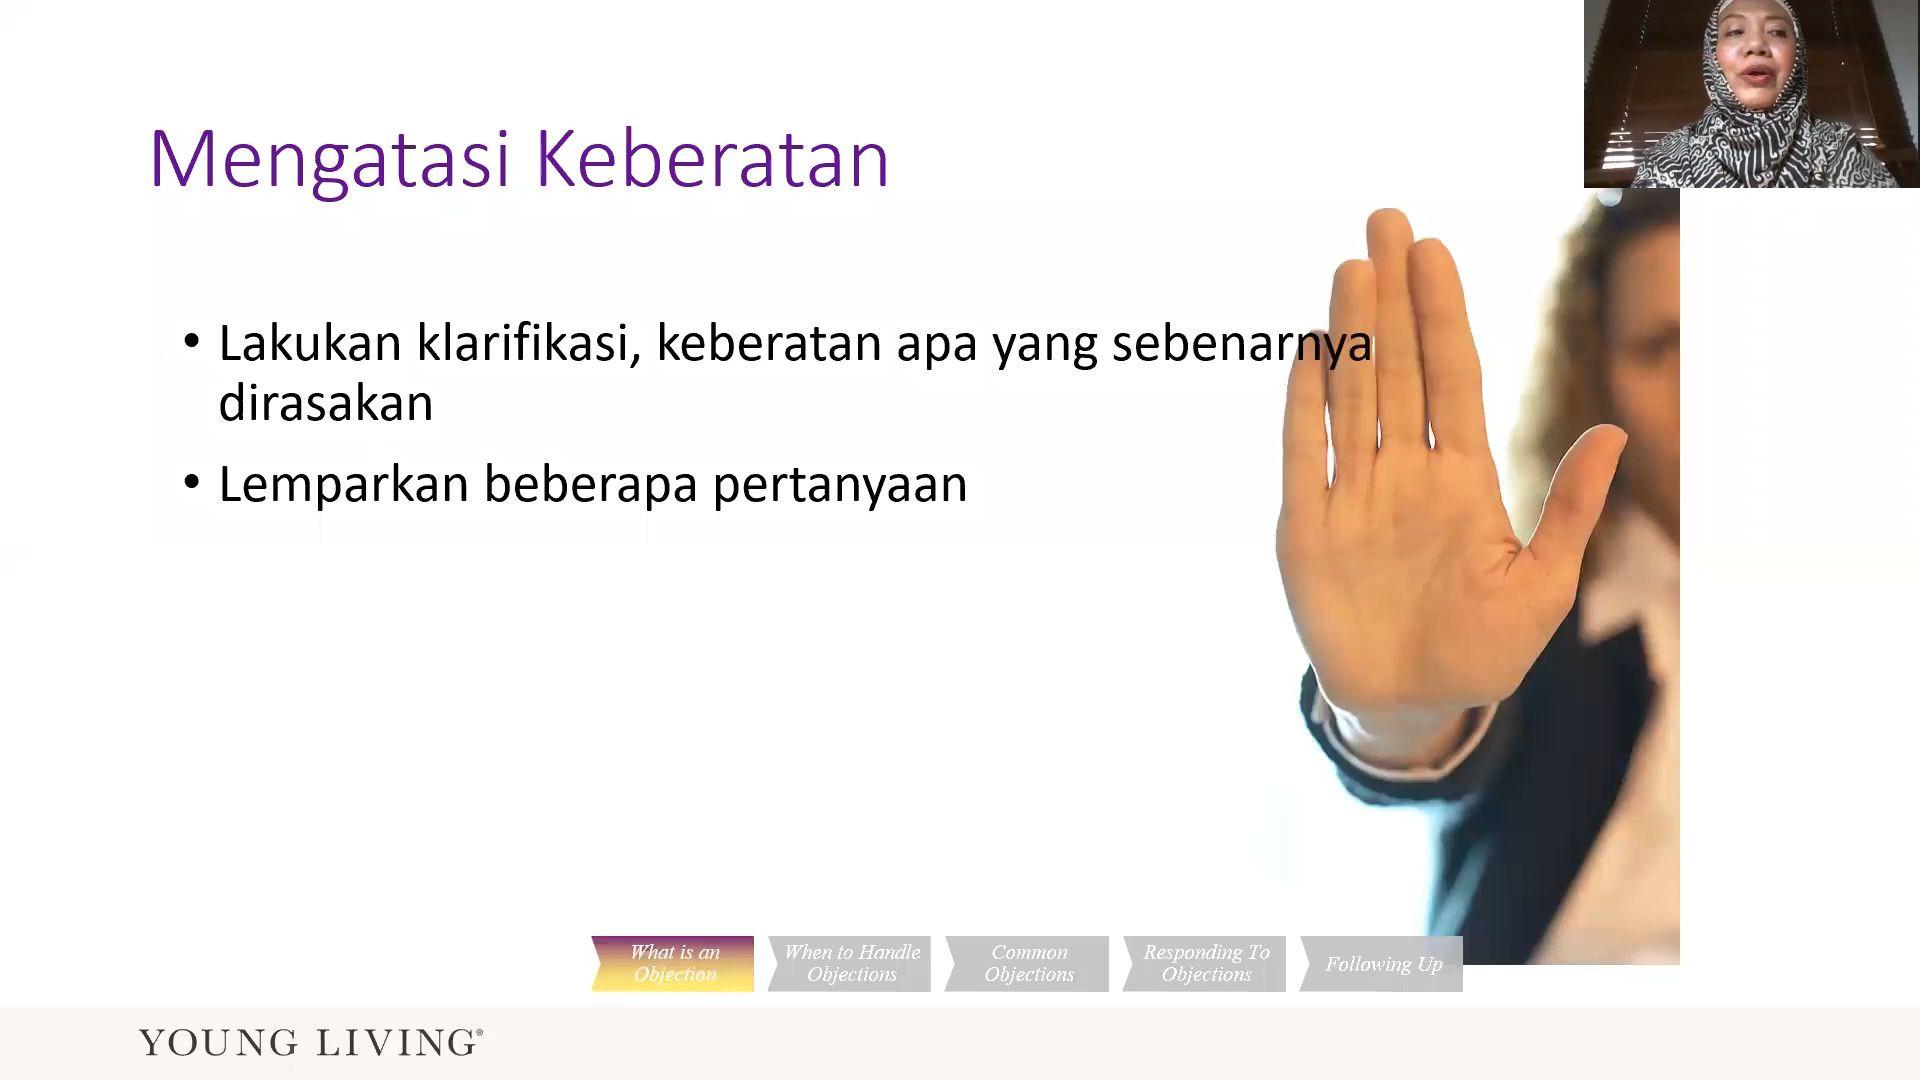 Mengatasi Keberatan
• Lakukan klarifikasi, keberatan apa yang sebenarnya
dirasakan
• Lemparkan beberapa pertanyaan
What is an
Objection
When to Handle
Objections
Common
Objections
Responding To
Objections
Following Up
YOUNG LIVING®